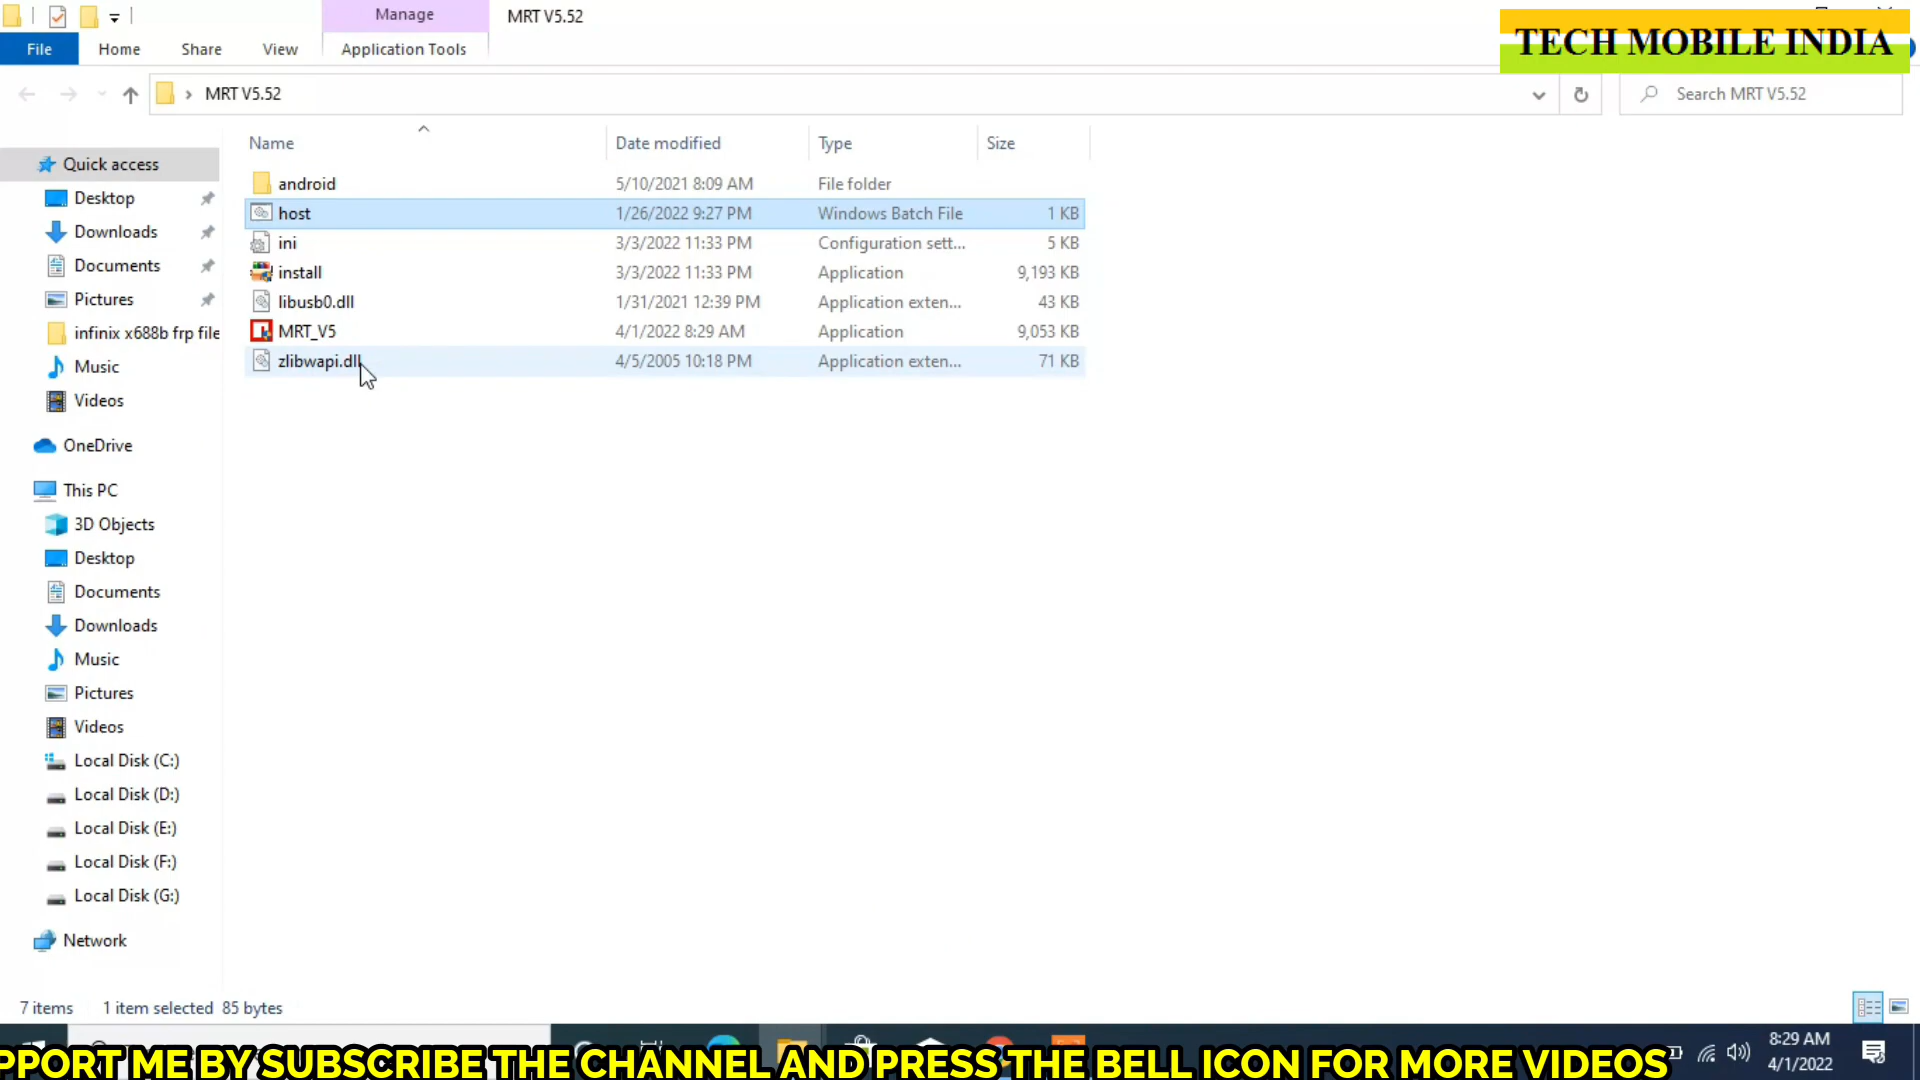 Manage
MRT V5.52
TECH MOBILE INDIA
File
Home
Share
View
Application Tools
MRT V5.52
Search MRT V5.52
Name
Date modified
Type
Size
Quick access
Desktop
Downloads
Documents
Pictures
infinix x688b frp file
Music
Videos
OneDrive
This PC
3D Objects
Desktop
Documents
Downloads
Music
Pictures
Videos
Local Disk (C:)
Local Disk (D:)
Local Disk (E:)
Local Disk (F:)
Local Disk (G:)
Network
android 5/10/2021 8:09 AM File folder
host 1/26/2022 9:27 PM Windows Batch File 1 KB
ini 3/3/2022 11:33 PM Configuration sett... 5 KB
install 3/3/2022 11:33 PM Application 9,193 KB
libusb0.dll 1/31/2021 12:39 PM Application exten... 43 KB
MRT_V5 4/1/2022 8:29 AM Application 9,053 KB
zlibwapi.dll 4/5/2005 10:18 PM Application exten... 71 KB
7 items 1 item selected 85 bytes
PPORT ME BY SUBSCRIBE THE CHANNEL AND PRESS THE BELL ICON FOR MORE VIDEOS
8:29 AM
4/1/2022